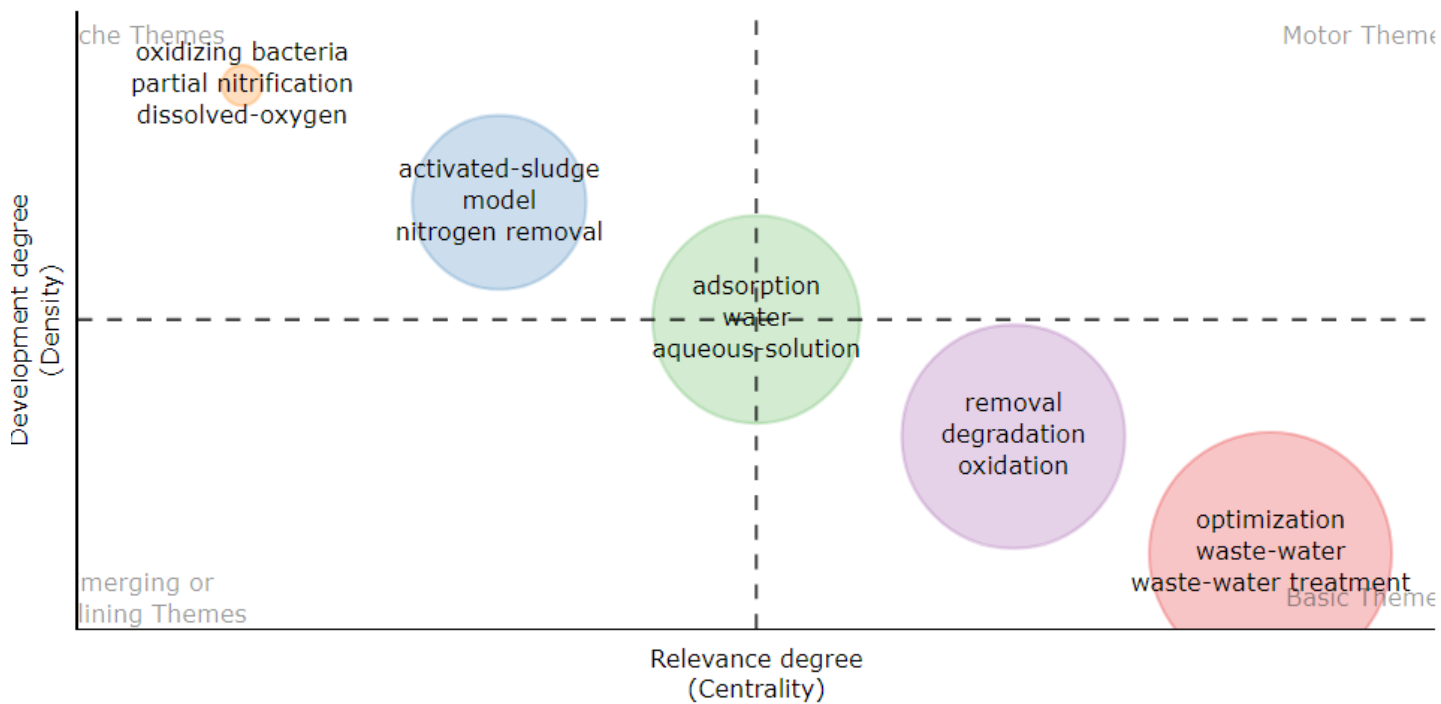 che Themes
Motor Theme
oxidizing bacteria
partial nitrification
dissolved-oxygen
activated-sludge
model
nitrogen removal
adsorption
water
aqueous-solution
removal
degradation
oxidation
optimization
waste-water
waste-water treatment
Basic Theme
merging or
lining Themes
Development degree
(Density)
Relevance degree
(Centrality)